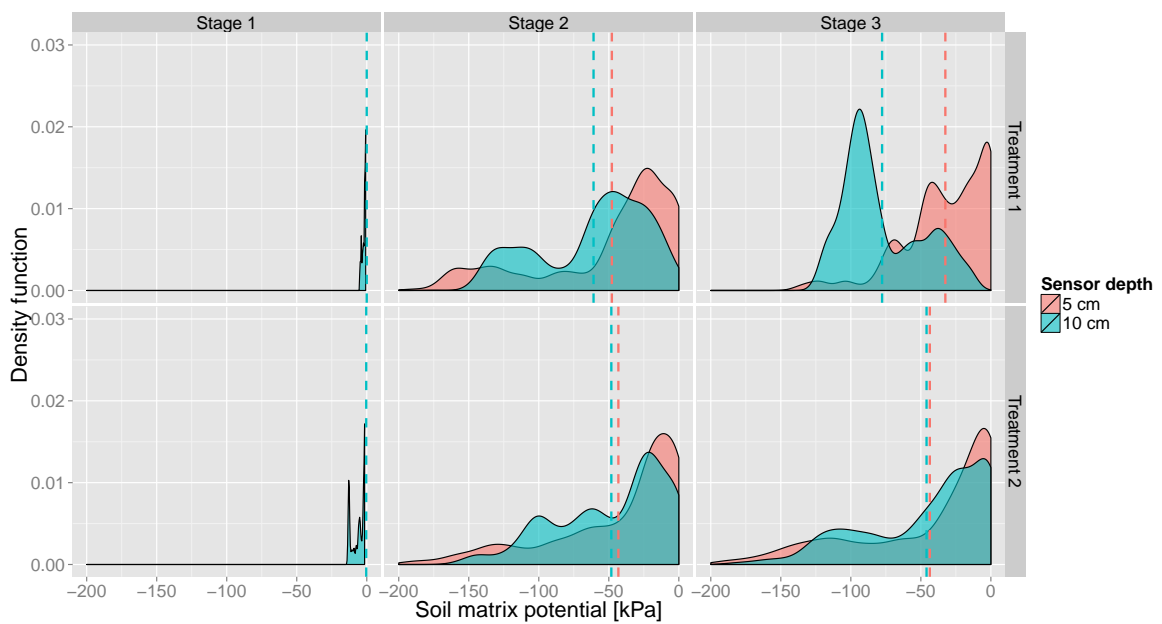 Stage 1 Stage 2 Stage 3
Density function
0.03
0.02
0.01
0.00
Treatment 1
0.03
0.02
0.01
0.00
Treatment 2
−200 −150 −100 −50 0 −200 −150 −100 −50 0 −200 −150 −100 −50 0
Soil matrix potential [kPa]
Sensor depth
5 cm
10 cm